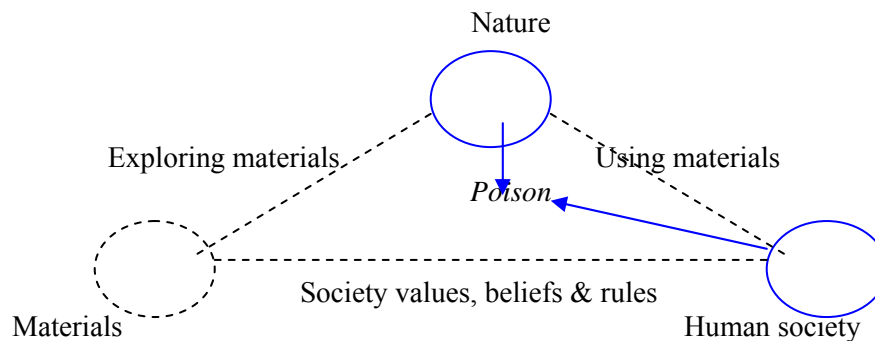 Nature
Exploring materials
Using materials
Poison
Society values, beliefs & rules
Materials
Human society